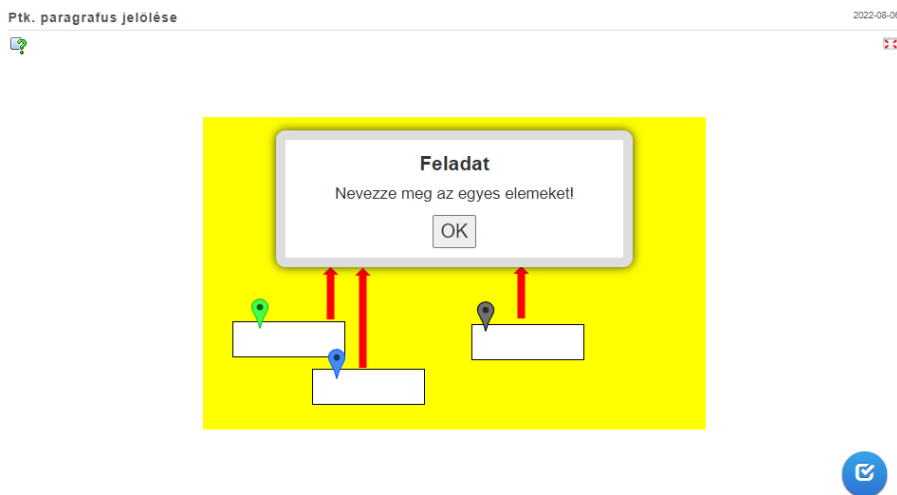 Ptk. paragrafus jelölése
2022-08-06
Feladat
Nevezze meg az egyes elemeket!
OK